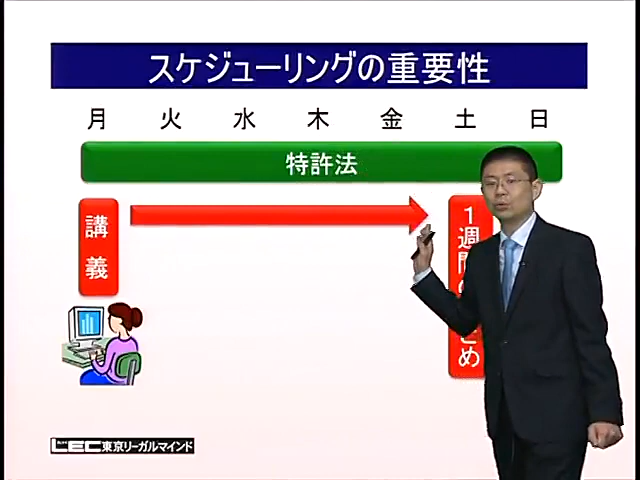 スケジューリングの重要性
月 火 水 木 金 土 日
特許法
講義
1週間の
め
LEC東京リーガルマインド